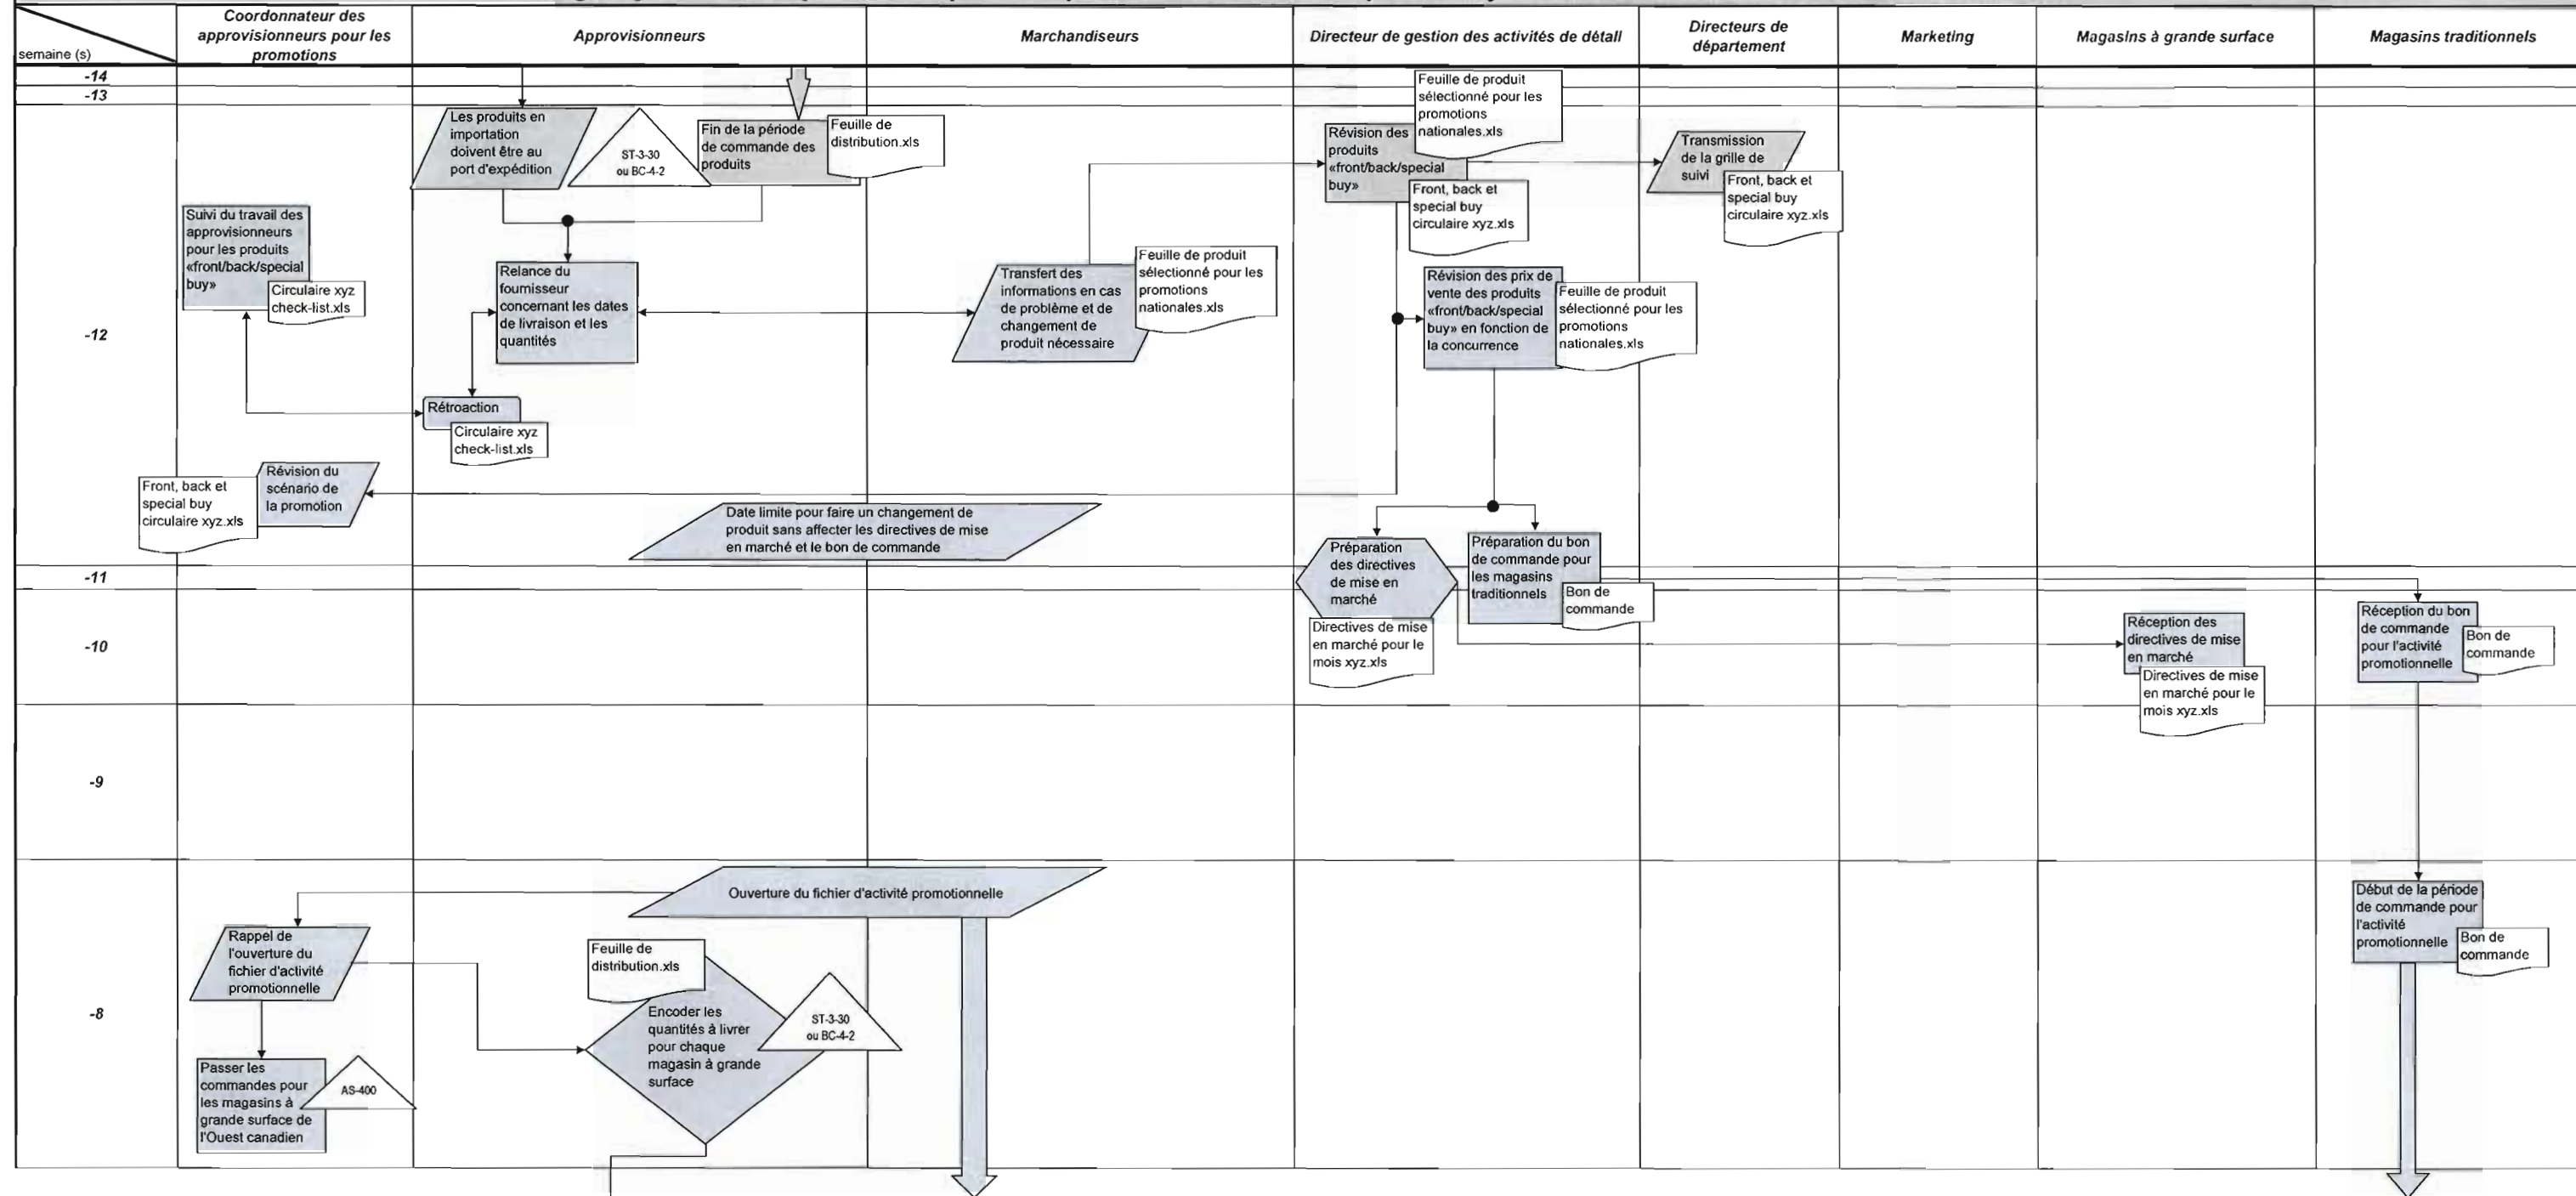 Coordonnateur des
approvisionneurs pour les
promotions
Approvisionneurs
Marchandiseurs
Directeur de gestion des activités de détall
Directeurs de
département
Marketing
Magasins à grande surface
Magasins traditionnels
semaine (s)
-14
-13
-12
Les produits en
importation
doivent être au
port d'expédition
ST-3-30
ou BC-4-2
Fin de la période
de commande des
produits
Feuille de
distribution.xls
Feuille de produit
sélectionné pour les
promotions
nationales.xls
Révision des
produits
«front/back/special
buy»
Front, back et
special buy
circulaire xyz.xls
Transmission
de la grille de
suivi
Front, back et
special buy
circulaire xyz.xls
Suivi du travail des
approvisionneurs
pour les produits
«front/back/special
buy»
Circulaire xyz
check-list.xls
Relance du
fournisseur
concernant les dates
de livraison et les
quantités
Transfert des
informations en cas
de problème et de
changement de
produit nécessaire
Feuille de produit
sélectionné pour les
promotions
nationales.xls
Révision des prix de
vente des produits
«front/back/special
buy» en fonction de
la concurrence
Feuille de produit
sélectionné pour les
promotions
nationales.xls
Rétroaction
Circulaire xyz
check-list.xls
Front, back et
special buy
circulaire xyz.xls
Révision du
scénario de
la promotion
Date limite pour faire un changement de
produit sans affecter les directives de mise
en marché et le bon de commande
-11
-10
Préparation
des directives
de mise en
marché
Directives de mise
en marché pour le
mois xyz.xls
Préparation du bon
de commande pour
les magasins
traditionnels
Bon de
commande
Réception des
directives de mise
en marché
Directives de mise
en marché pour le
mois xyz.xls
Réception du bon
de commande
pour l'activité
promotionnelle
Bon de
commande
-9
-8
Ouverture du fichier d'activité promotionnelle
Rappel de
l'ouverture du
fichier d'activité
promotionnelle
Feuille de
distribution.xls
Encoder les
quantités à livrer
pour chaque
magasin à grande
surface
ST-3-30
ou BC-4-2
Début de la période
de commande pour
l'activité
promotionnelle
Bon de
commande
Passer les
commandes pour
les magasins à
grande surface de
l'Ouest canadien
AS-400